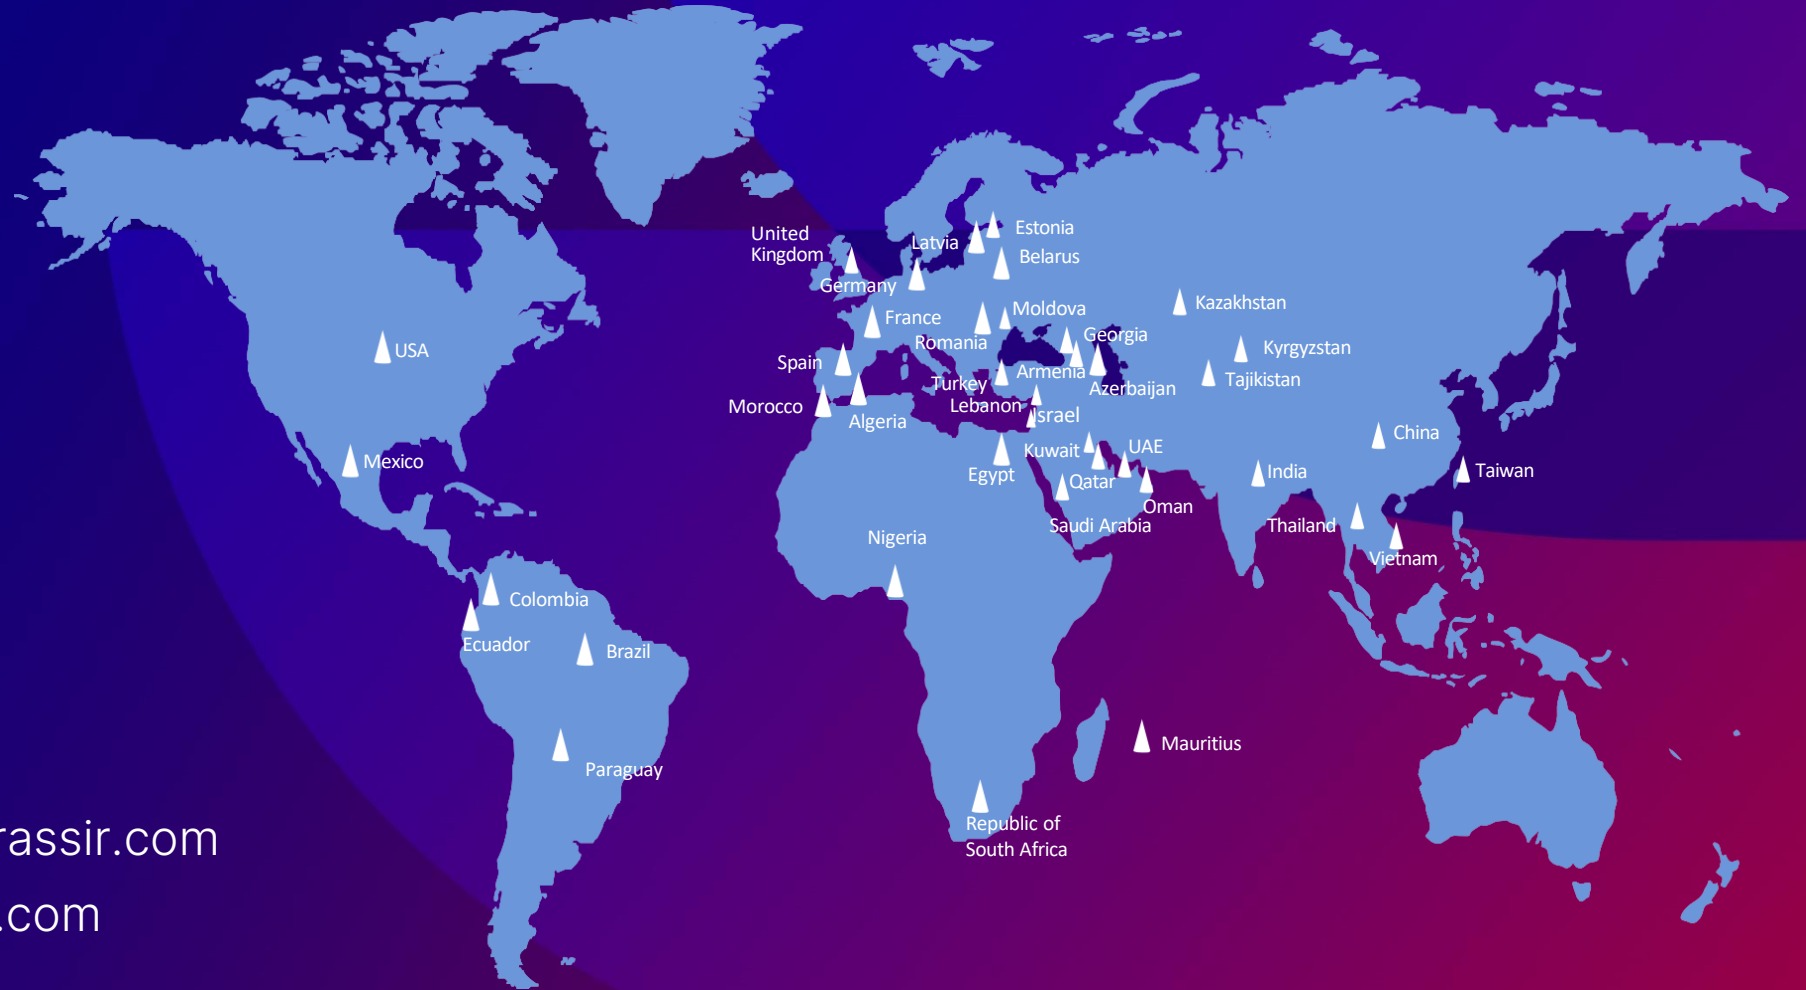 Estonia
United
Kingdom
Latvia
Belarus
Germany
Kazakhstan
Moldova
France
Georgia
Romania
Kyrgyzstan
USA
Spain
Armenia
Tajikistan
Turkey
Azerbaijan
Lebanon
Morocco
Israel
Algeria
China
UAE
Kuwait
Mexico
Taiwan
India
Egypt
Qatar
Oman
Saudi Arabia
Thailand
Nigeria
Vietnam
Colombia
Ecuador
Brazil
Mauritius
Paraguay
Republic of
South Africa
rassir.com
.com